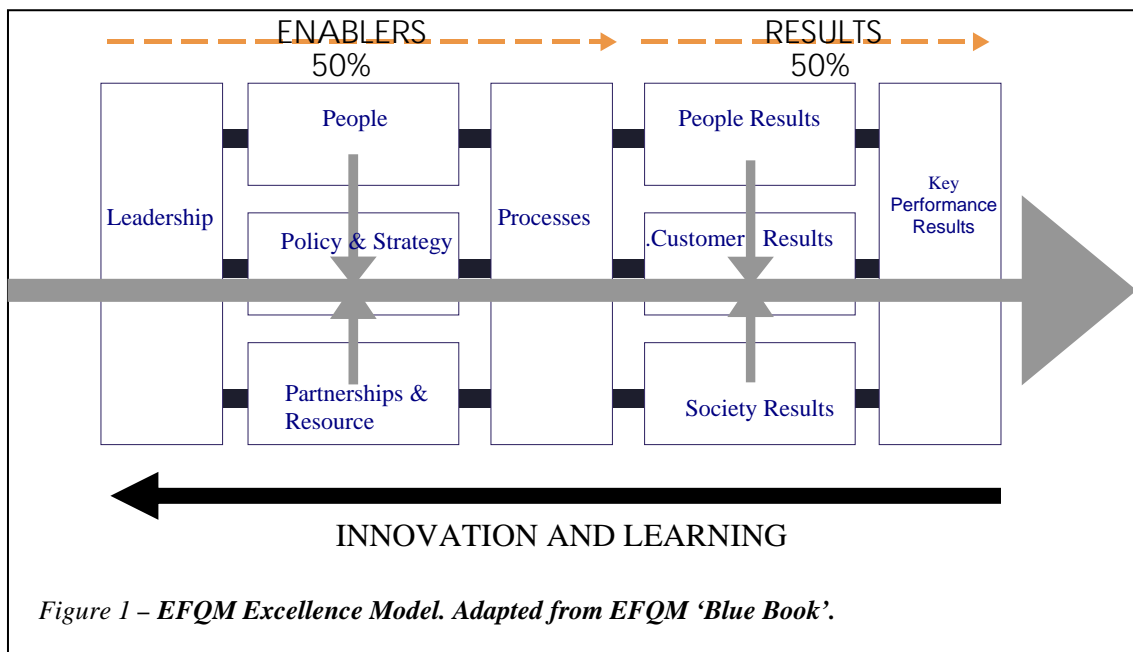 ENABLERS
50%
RESULTS
50%
Leadership
People
Policy & Strategy
Partnerships &
Resource
Processes
People Results
.Customer Results
Society Results
Key
Performance
Results
INNOVATION AND LEARNING
Figure 1 – EFQM Excellence Model. Adapted from EFQM ‘Blue Book’.